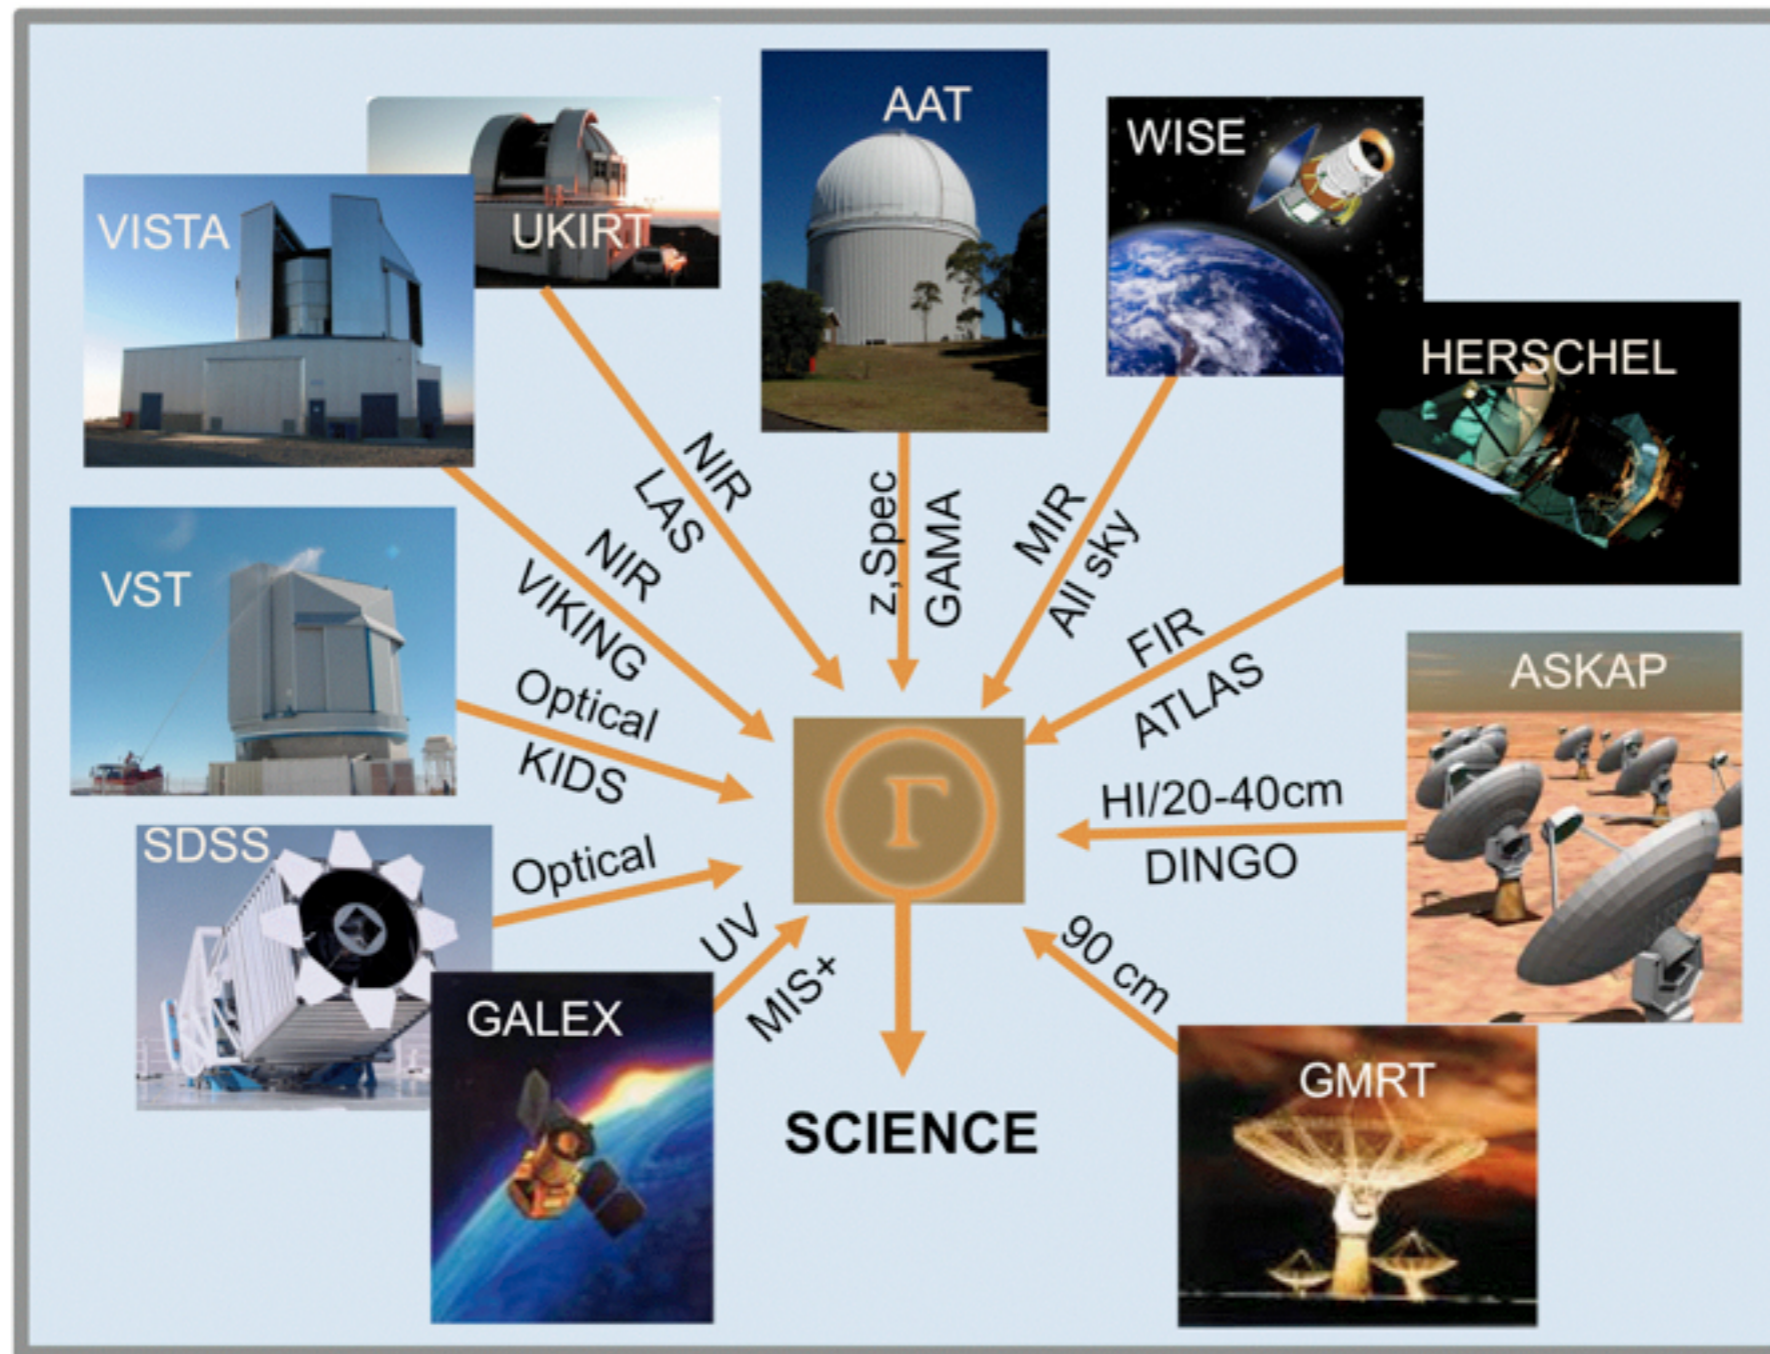 AAT
WISE
UKIRT
VISTA
HERSCHEL
NIR
LAS
z,Spec
GAMA
MIR
All sky
NIR
VIKING
VST
FIR
ATLAS
ASKAP
Optical
KIDS
Γ
HI/20-40cm
DINGO
SDSS
Optical
UV
MIS+
90 cm
GALEX
GMRT
SCIENCE